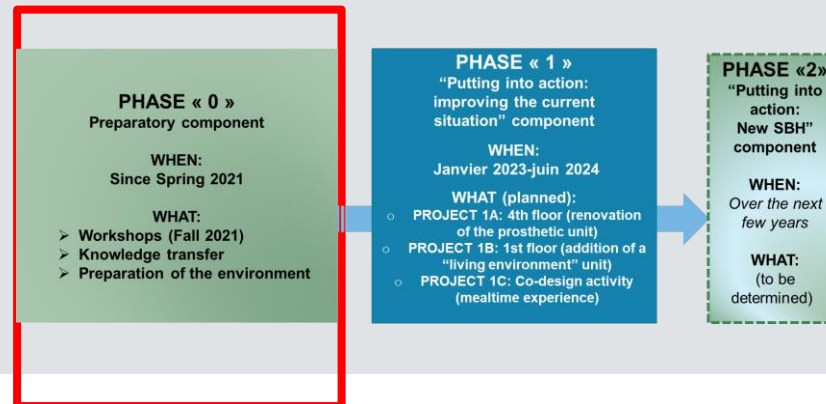 PHASE « 0 »
Preparatory component
WHEN:
Since Spring 2021
WHAT:
➢ Workshops (Fall 2021)
➢ Knowledge transfer
➢ Preparation of the environment
PHASE « 1 »
“Putting into action:
improving the current
situation” component
WHEN:
Janvier 2023-juin 2024
WHAT (planned):
○ PROJECT 1A: 4th floor (renovation
of the prosthetic unit)
○ PROJECT 1B: 1st floor (addition of a
“living environment” unit)
○ PROJECT 1C: Co-design activity
(mealtime experience)
PHASE «2»
“Putting into
action:
New SBH”
component
WHEN:
Over the next
few years
WHAT:
(to be
determined)